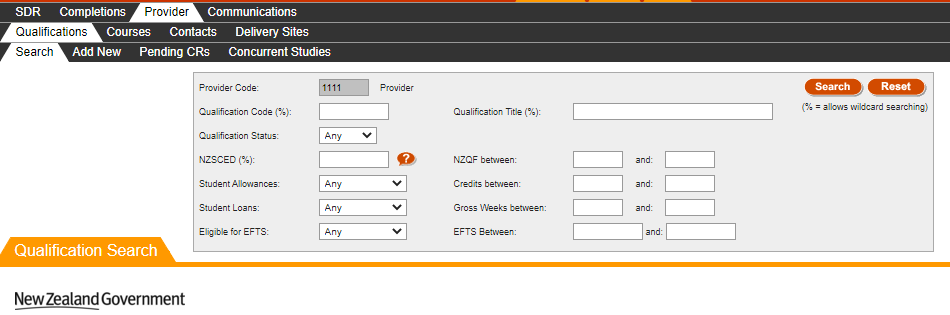 SDR Completions Provider Communications
Qualifications Courses Contacts Delivery Sites
Search Add New Pending CRs Concurrent Studies
Provider Code: 1111 Provider Search Reset
Qualification Code (%): Qualification Title (%): (% = allows wildcard searching)
Qualification Status: Any
NZSCED (%): ? NZQF between: and:
Student Allowances: Any Credits between: and:
Student Loans: Any Gross Weeks between: and:
Eligible for EFTS: Any EFTS Between: and:
Qualification Search
New Zealand Government